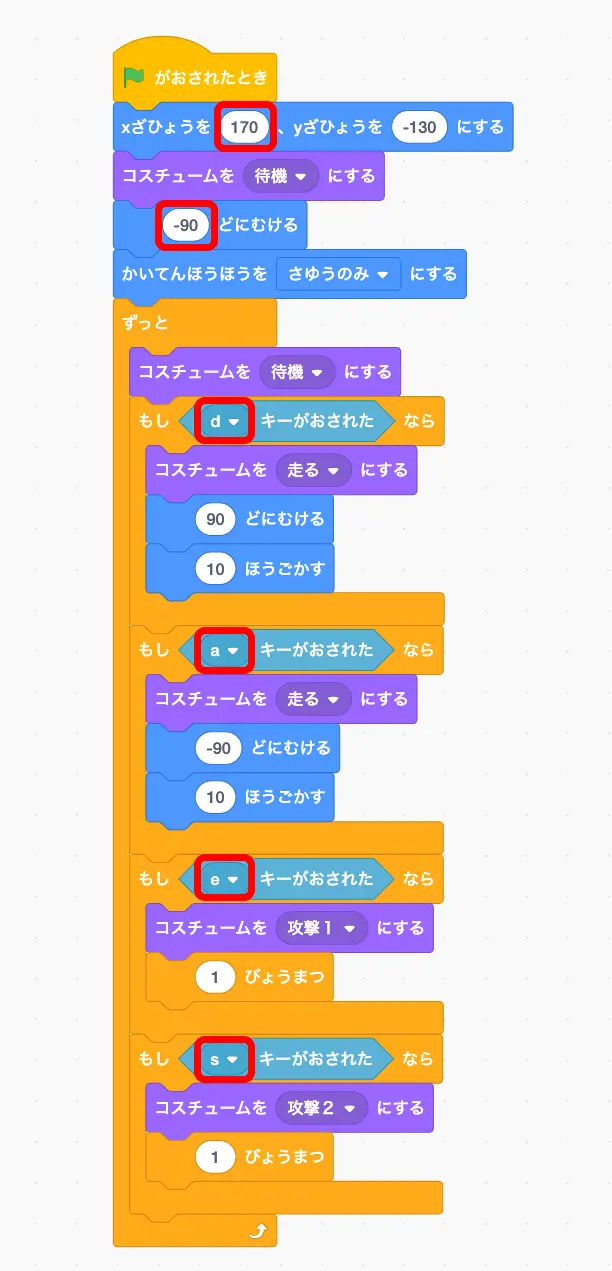 がおされたとき
xざひょうを 170 、yざひょうを -130 にする
コスチュームを 待機 にする
-90 どにむける
かいてんほうほうを さゆうのみ にする
ずっと
コスチュームを 待機 にする
もし d キーがおされた なら
コスチュームを 走る にする
90 どにむける
10 ほうごかす
もし a キーがおされた なら
コスチュームを 走る にする
-90 どにむける
10 ほうごかす
もし e キーがおされた なら
コスチュームを 攻撃1 にする
1 びょうまつ
もし s キーがおされた なら
コスチュームを 攻撃2 にする
1 びょうまつ